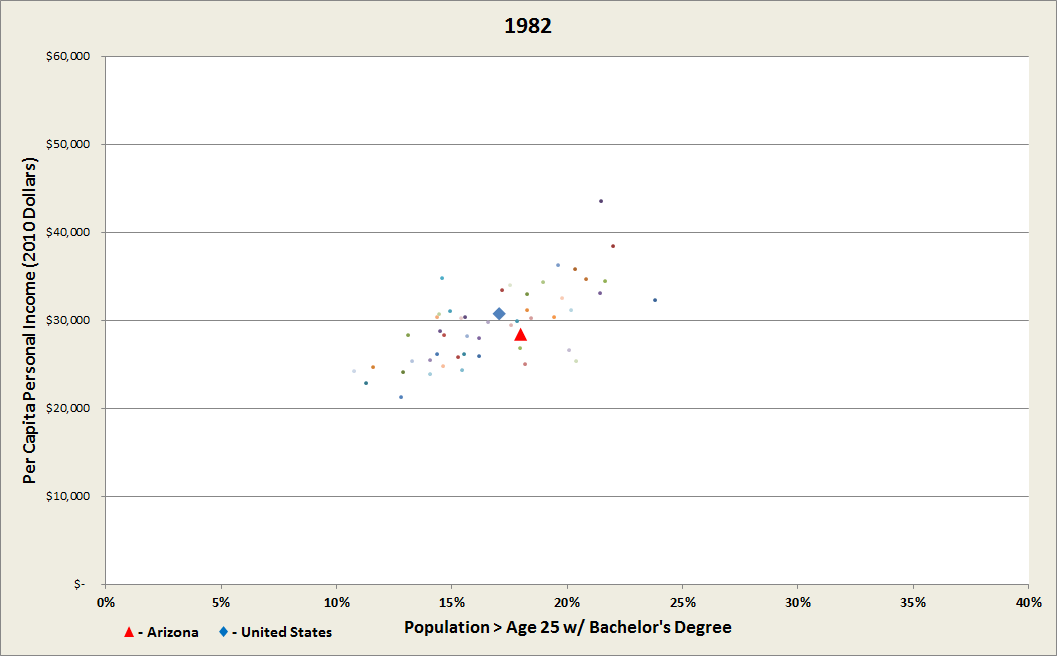 1982
$60,000
$50,000
$40,000
$30,000
$20,000
$10,000
$-
Per Capita Personal Income (2010 Dollars)
0% 5% 10% 15% 20% 25% 30% 35% 40%
Population > Age 25 w/ Bachelor's Degree
- Arizona - United States